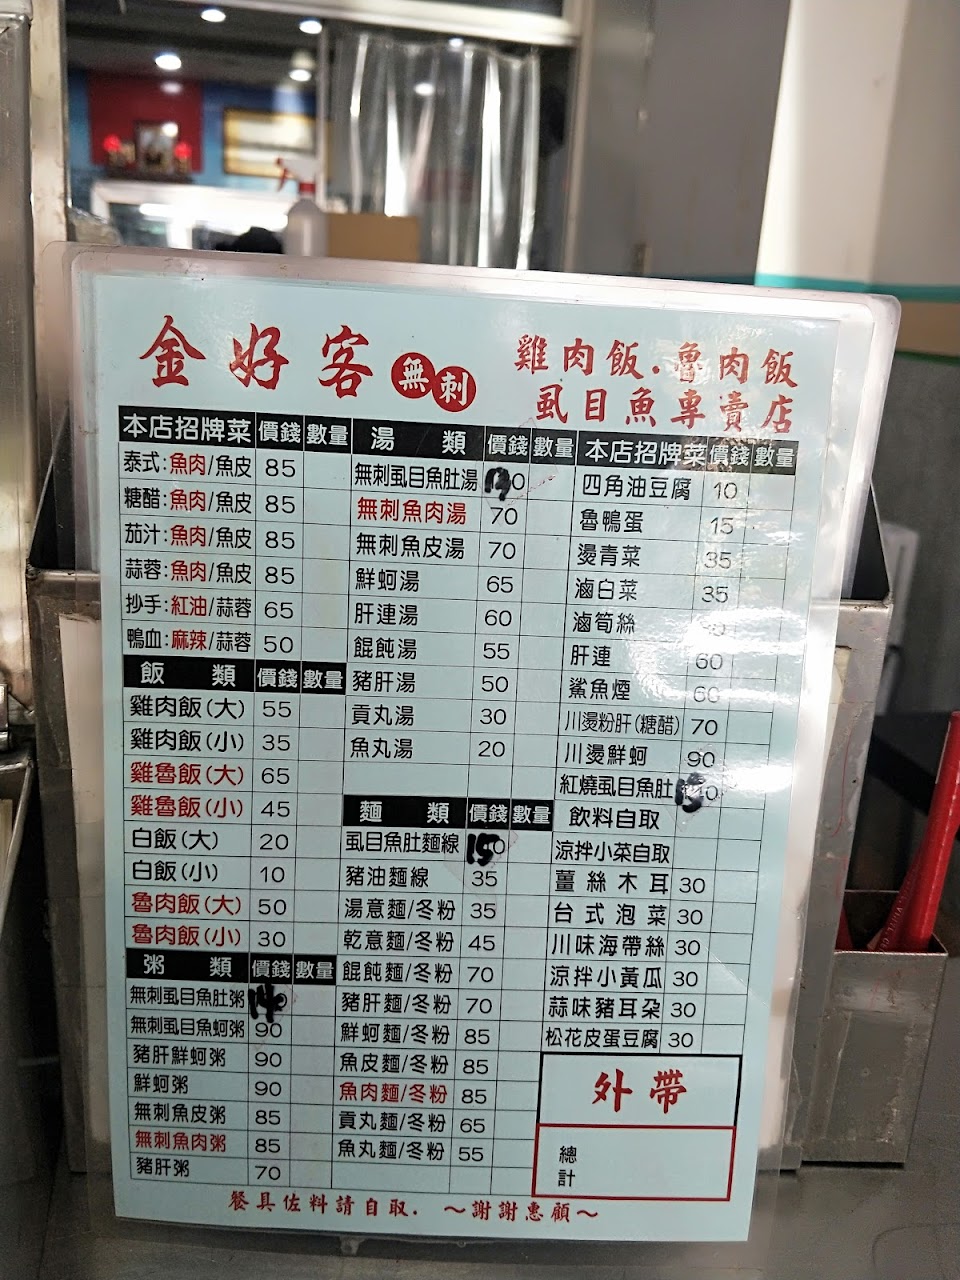 金好客 無刺
雞肉飯.魯肉飯
虱目魚專賣店
本店招牌菜 價錢 數量
泰式:魚肉/魚皮 85
糖醋:魚肉/魚皮 85
茄汁:魚肉/魚皮 85
蒜蓉:魚肉/魚皮 85
抄手:紅油/蒜蓉 65
鴨血:麻辣/蒜蓉 50
飯類 價錢 數量
雞肉飯(大) 55
雞肉飯(小) 35
雞魯飯(大) 65
雞魯飯(小) 45
白飯(大) 20
白飯(小) 10
魯肉飯(大) 50
魯肉飯(小) 30
粥類 價錢 數量
無刺虱目魚肚粥 140
無刺虱目魚蚵粥 90
豬肝鮮蚵粥 90
鮮蚵粥 90
無刺魚皮粥 85
無刺魚肉粥 85
豬肝粥 70
湯類 價錢 數量
無刺虱目魚肚湯
無刺魚肉湯 70
無刺魚皮湯 70
鮮蚵湯 65
肝連湯 60
餛飩湯 55
豬肝湯 50
貢丸湯 30
魚丸湯 20
麵類 價錢 數量
虱目魚肚麵線 150
豬油麵線 35
湯意麵/冬粉 35
乾意麵/冬粉 45
餛飩麵/冬粉 70
豬肝麵/冬粉 70
鮮蚵麵/冬粉 85
魚皮麵/冬粉 85
魚肉麵/冬粉 85
貢丸麵/冬粉 65
魚丸麵/冬粉 55
本店招牌菜 價錢 數量
四角油豆腐 10
魯鴨蛋 15
燙青菜 35
滷白菜 35
滷筍絲
肝連 60
鯊魚煙 60
川燙粉肝(糖醋) 70
川燙鮮蚵 90
紅燒虱目魚肚
飲料自取
涼拌小菜自取
薑絲木耳 30
台式泡菜 30
川味海帶絲 30
涼拌小黃瓜 30
蒜味豬耳朵 30
松花皮蛋豆腐 30
外帶
總計
餐具佐料請自取. ～謝謝惠顧～